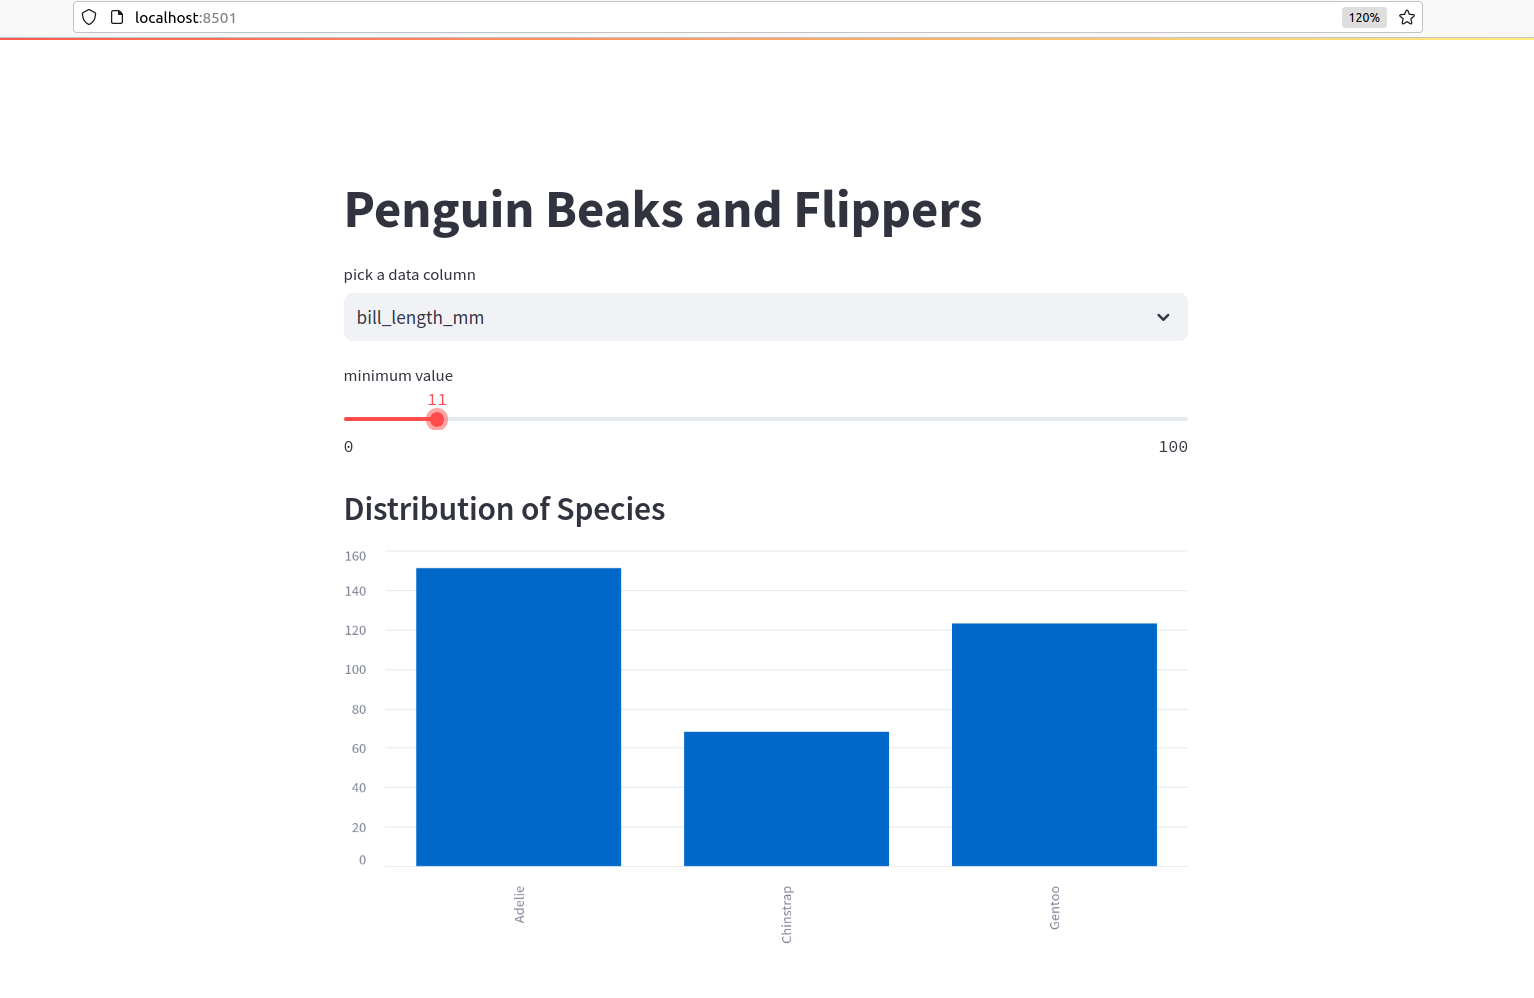 localhost:8501
120%
Penguin Beaks and Flippers
pick a data column
bill_length_mm
minimum value
11
0 100
Distribution of Species
160
140
120
100
80
60
40
20
0
Adelie Chinstrap Gentoo